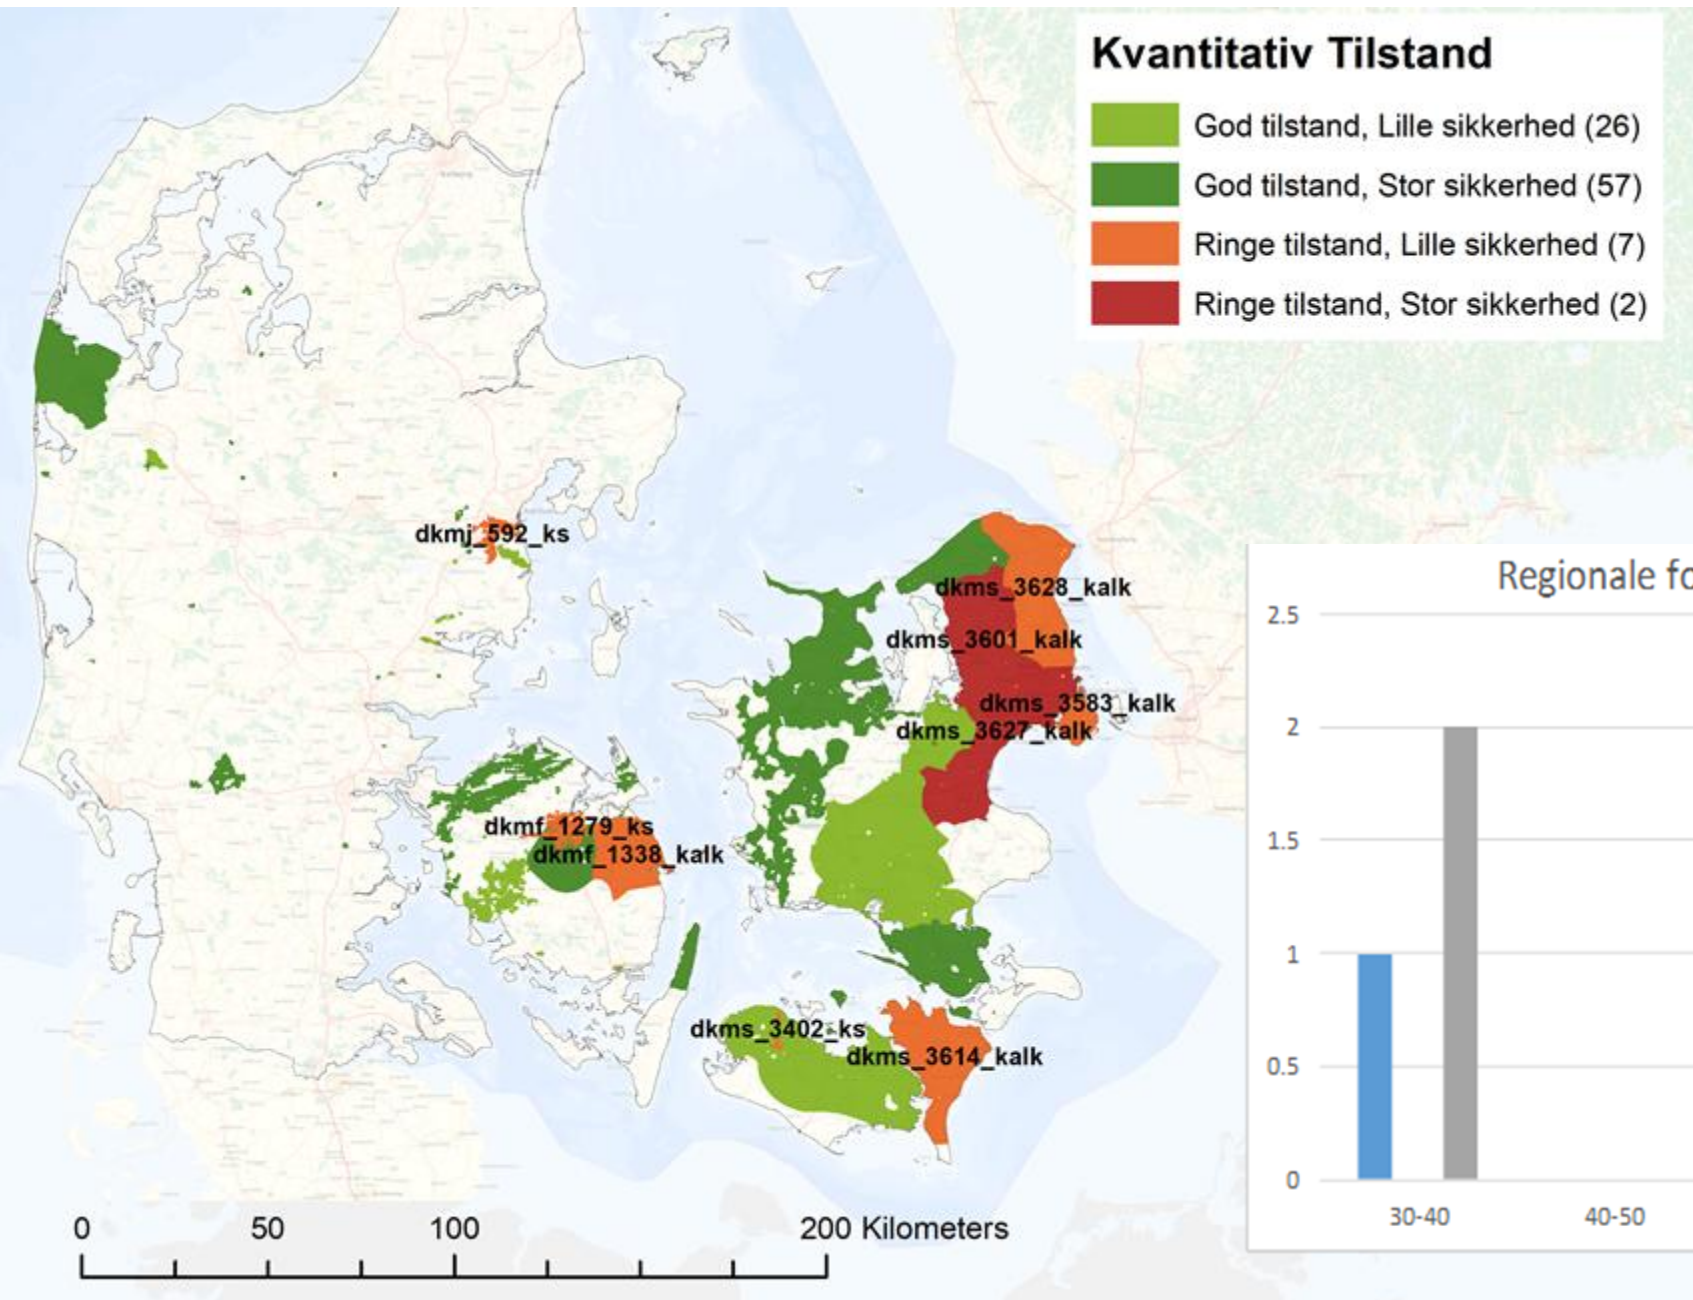 Kvantitativ Tilstand
God tilstand, Lille sikkerhed (26)
God tilstand, Stor sikkerhed (57)
Ringe tilstand, Lille sikkerhed (7)
Ringe tilstand, Stor sikkerhed (2)
dkmj_592_ks
dkms_3628_kalk
dkms_3601_kalk
dkms_3583_kalk
dkms_3627_kalk
dkmf_1279_ks
dkmf_1338_kalk
dkms_3402_ks
dkms_3614_kalk
0 50 100 200 Kilometers
Regionale fo
2.5
2
1.5
1
0.5
0
30-40 40-50